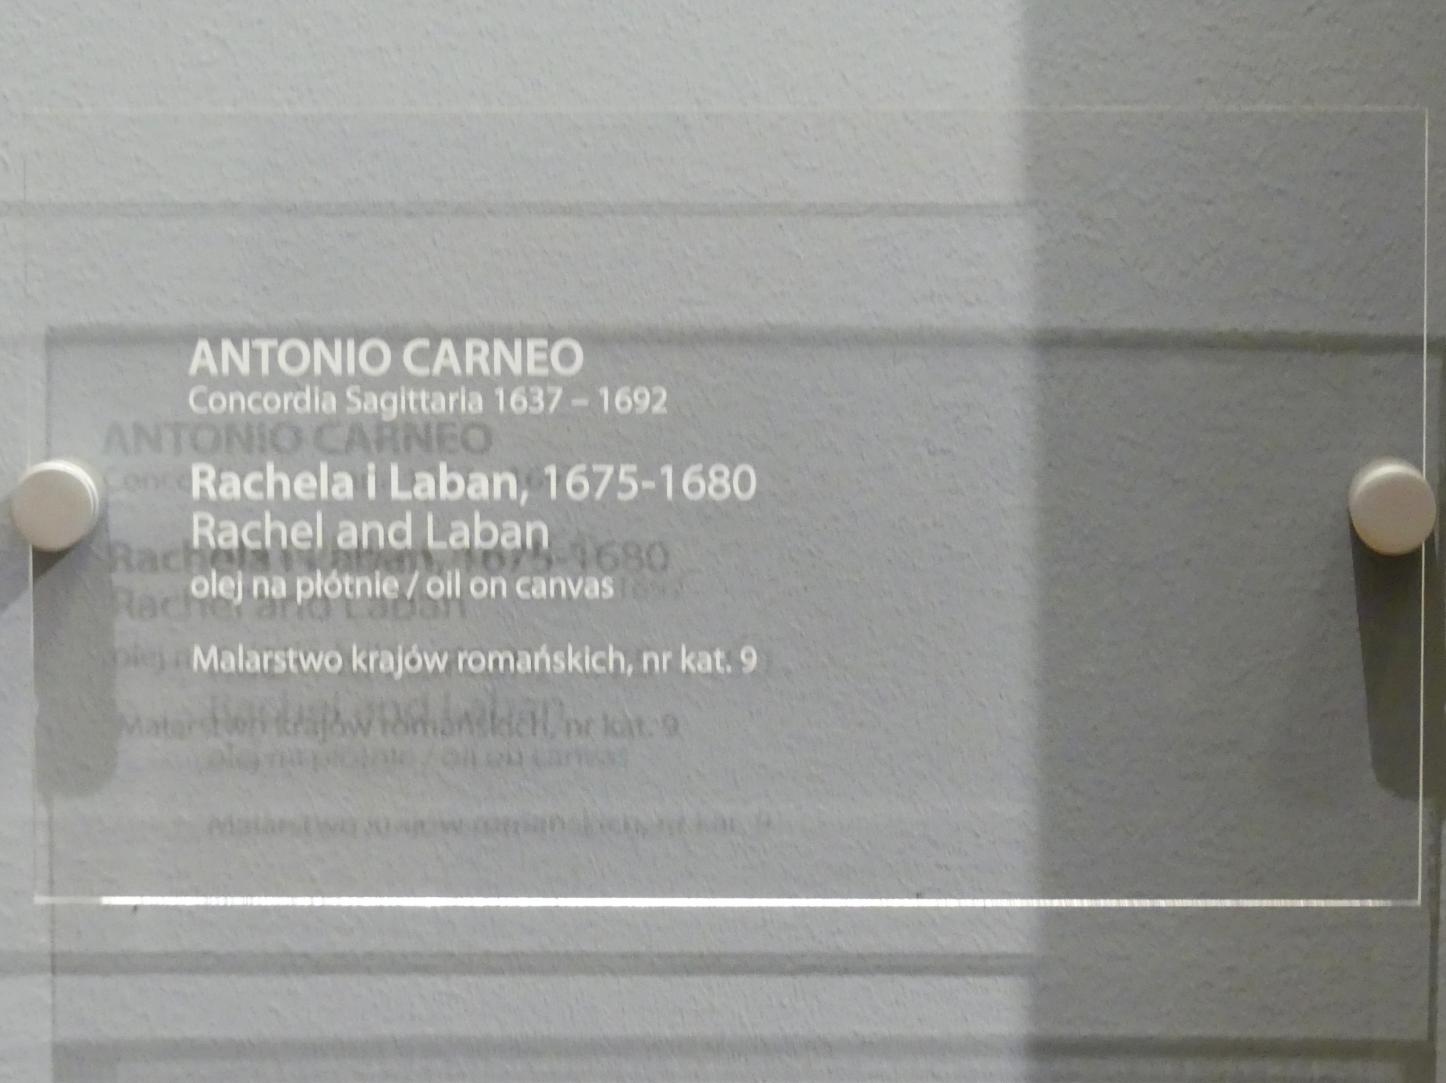 ANTONIO CARNEO
Concordia Sagittaria 1637 – 1692
Rachela i Laban, 1675-1680
Rachel and Laban
olej na płótnie / oil on canvas
Malarstwo krajów romańskich, nr kat. 9